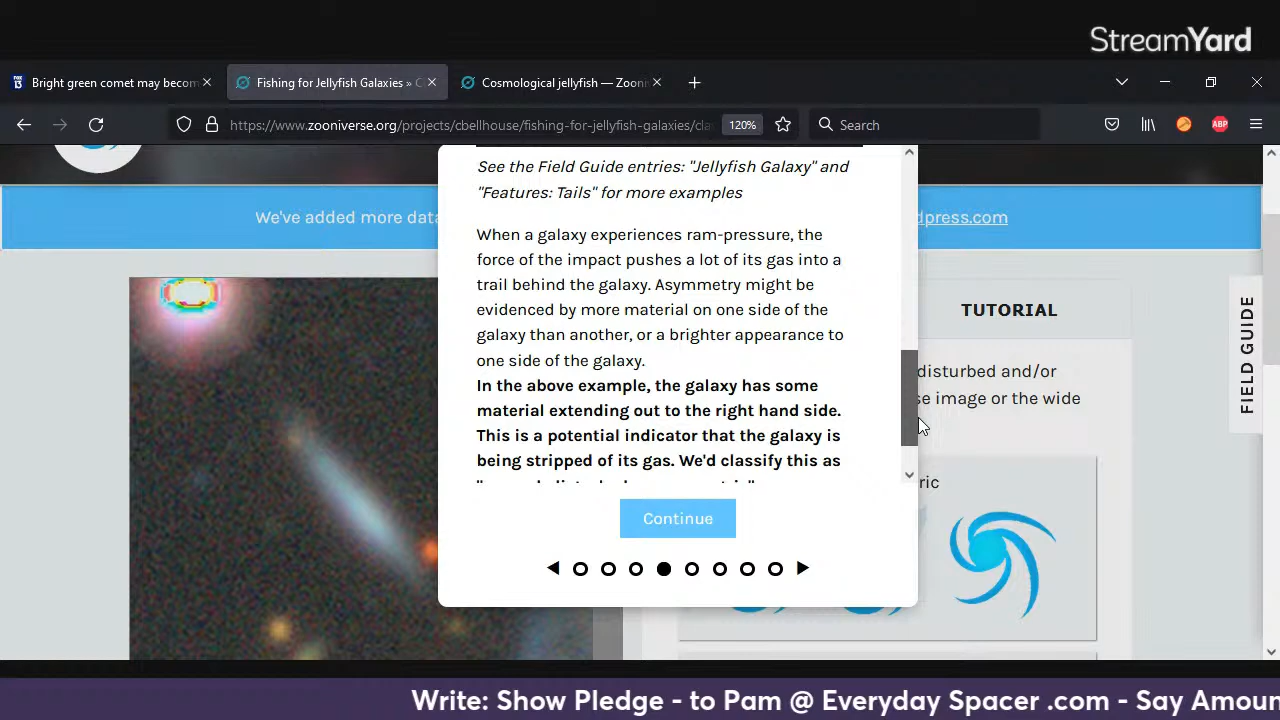 StreamYard
Bright green comet may becom
Fishing for Jellyfish Galaxies » C
Cosmological jellyfish — Zoon
https://www.zooniverse.org/projects/cbellhouse/fishing-for-jellyfish-galaxies/cla
120%
Search
ABP
We've added more data
dpress.com
See the Field Guide entries: "Jellyfish Galaxy" and
"Features: Tails" for more examples
When a galaxy experiences ram-pressure, the
force of the impact pushes a lot of its gas into a
trail behind the galaxy. Asymmetry might be
evidenced by more material on one side of the
galaxy than another, or a brighter appearance to
one side of the galaxy.
In the above example, the galaxy has some
material extending out to the right hand side.
This is a potential indicator that the galaxy is
being stripped of its gas. We'd classify this as
Continue
TUTORIAL
disturbed and/or
se image or the wide
ric
FIELD GUIDE
Write: Show Pledge - to Pam @ Everyday Spacer .com - Say Amoun